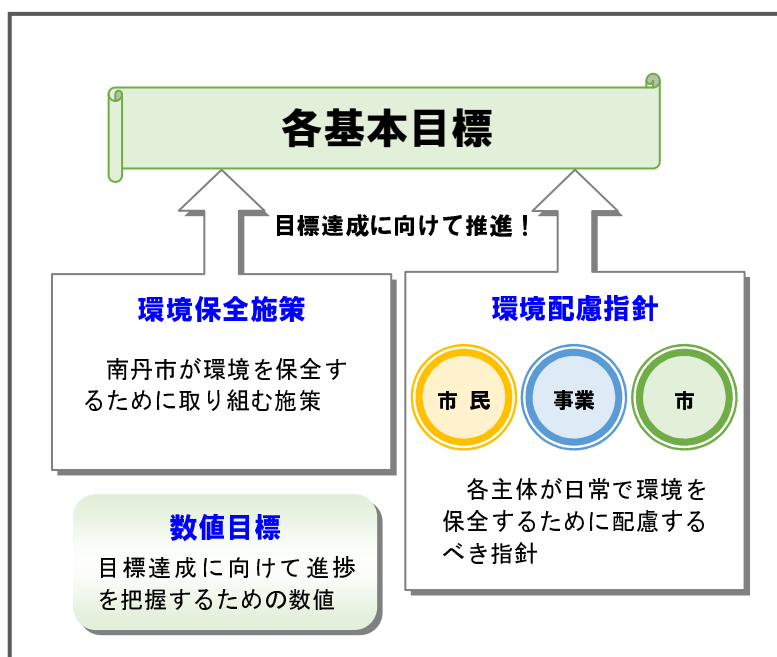 各基本目標
目標達成に向けて推進！
環境保全施策
南丹市が環境を保全す
るために取り組む施策
数値目標
目標達成に向けて進捗
を把握するための数値
環境配慮指針
市 民
事業
市
各主体が日常で環境を
保全するために配慮する
べき指針